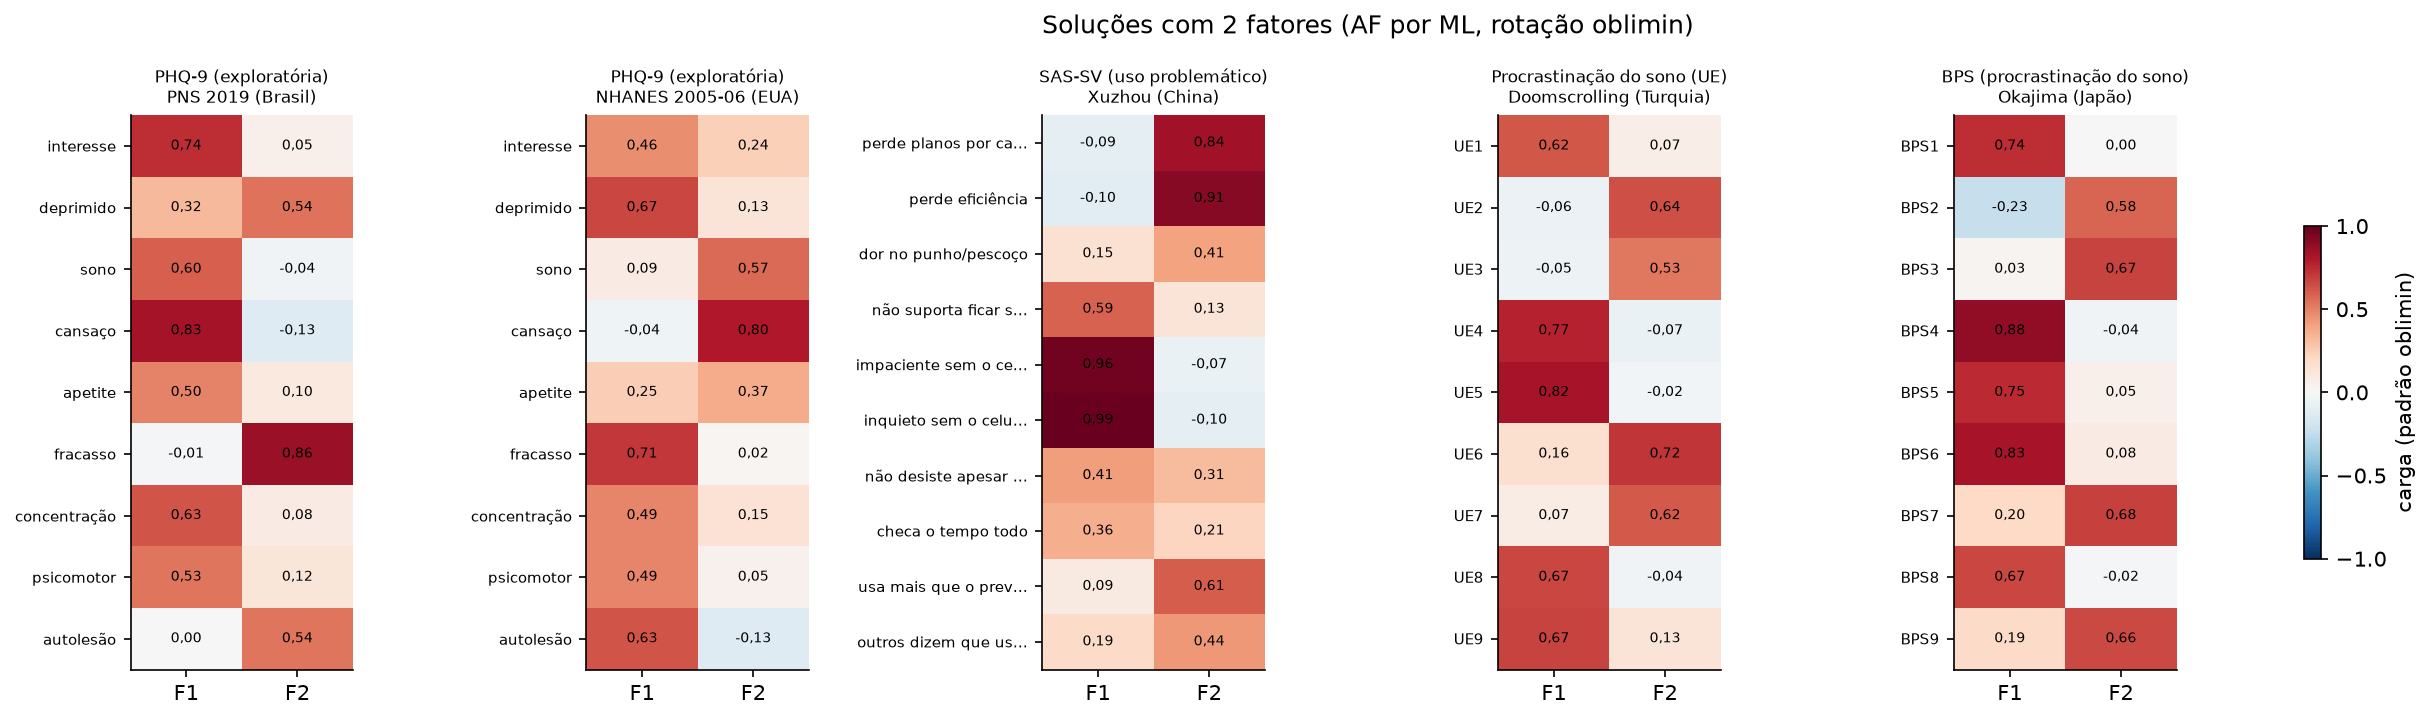 Soluções com 2 fatores (AF por ML, rotação oblimin)
PHQ-9 (exploratória)
PNS 2019 (Brasil)
interesse 0,74 0,05
deprimido 0,32 0,54
sono 0,60 -0,04
cansaço 0,83 -0,13
apetite 0,50 0,10
fracasso -0,01 0,86
concentração 0,63 0,08
psicomotor 0,53 0,12
autolesão 0,00 0,54
F1 F2
PHQ-9 (exploratória)
NHANES 2005-06 (EUA)
interesse 0,46 0,24
deprimido 0,67 0,13
sono 0,09 0,57
cansaço -0,04 0,80
apetite 0,25 0,37
fracasso 0,71 0,02
concentração 0,49 0,15
psicomotor 0,49 0,05
autolesão 0,63 -0,13
F1 F2
SAS-SV (uso problemático)
Xuzhou (China)
perde planos por ca... -0,09 0,84
perde eficiência -0,10 0,91
dor no punho/pescoço 0,15 0,41
não suporta ficar s... 0,59 0,13
impaciente sem o ce... 0,96 -0,07
inquieto sem o celu... 0,99 -0,10
não desiste apesar ... 0,41 0,31
checa o tempo todo 0,36 0,21
usa mais que o prev... 0,09 0,61
outros dizem que us... 0,19 0,44
F1 F2
Procrastinação do sono (UE)
Doomscrolling (Turquia)
UE1 0,62 0,07
UE2 -0,06 0,64
UE3 -0,05 0,53
UE4 0,77 -0,07
UE5 0,82 -0,02
UE6 0,16 0,72
UE7 0,07 0,62
UE8 0,67 -0,04
UE9 0,67 0,13
F1 F2
BPS (procrastinação do sono)
Okajima (Japão)
BPS1 0,74 0,00
BPS2 -0,23 0,58
BPS3 0,03 0,67
BPS4 0,88 -0,04
BPS5 0,75 0,05
BPS6 0,83 0,08
BPS7 0,20 0,68
BPS8 0,67 -0,02
BPS9 0,19 0,66
F1 F2
1.0
0.5
0.0
−0.5
−1.0
carga (padrão oblimin)